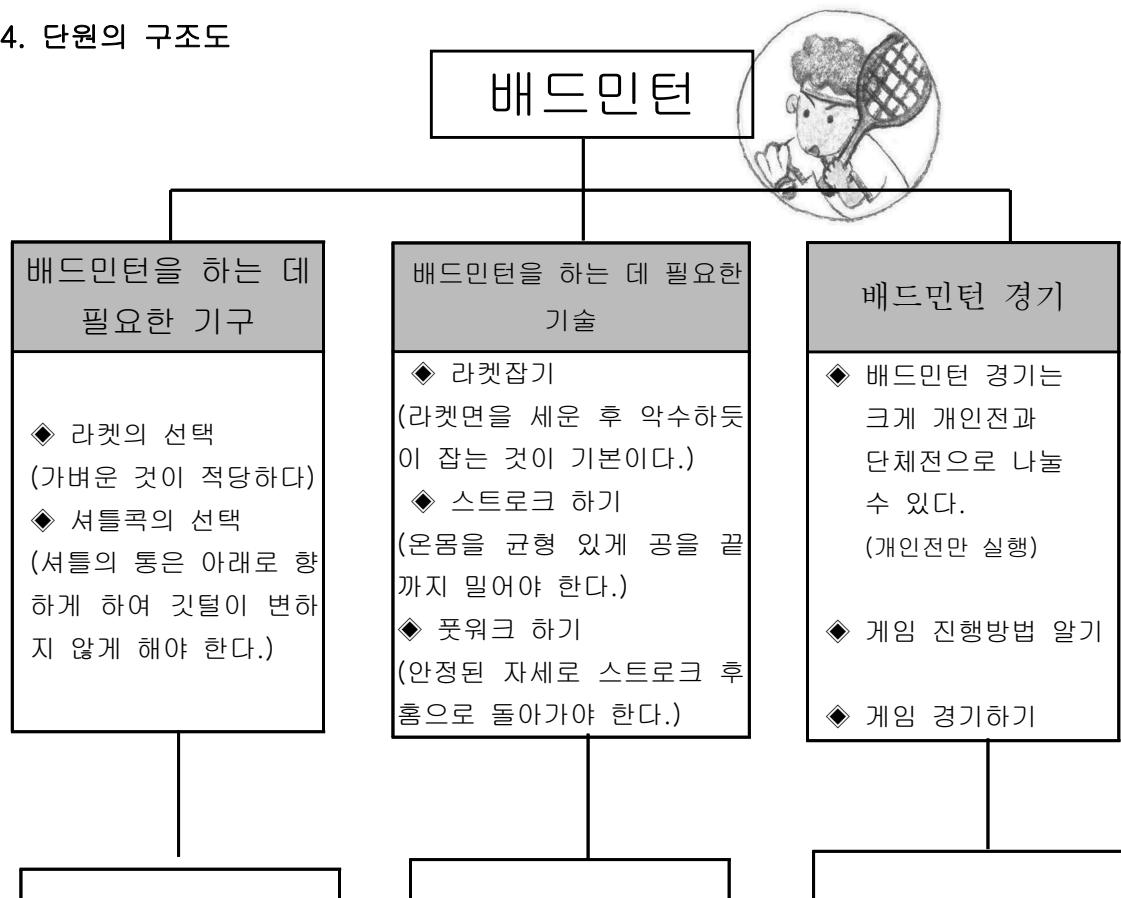 4. 단원의 구조도
배드민턴
배드민턴을 하는 데
필요한 기구
◈ 라켓의 선택
(가벼운 것이 적당하다)
◈ 셔틀콕의 선택
(셔틀의 통은 아래로 향
하게 하여 깃털이 변하
지 않게 해야 한다.)
배드민턴을 하는 데 필요한
기술
◈ 라켓잡기
(라켓면을 세운 후 악수하듯
이 잡는 것이 기본이다.)
◈ 스트로크 하기
(온몸을 균형 있게 공을 끝
까지 밀어야 한다.)
◈ 풋워크 하기
(안정된 자세로 스트로크 후
홈으로 돌아가야 한다.)
배드민턴 경기
◈ 배드민턴 경기는
크게 개인전과
단체전으로 나눌
수 있다.
(개인전만 실행)
◈ 게임 진행방법 알기
◈ 게임 경기하기